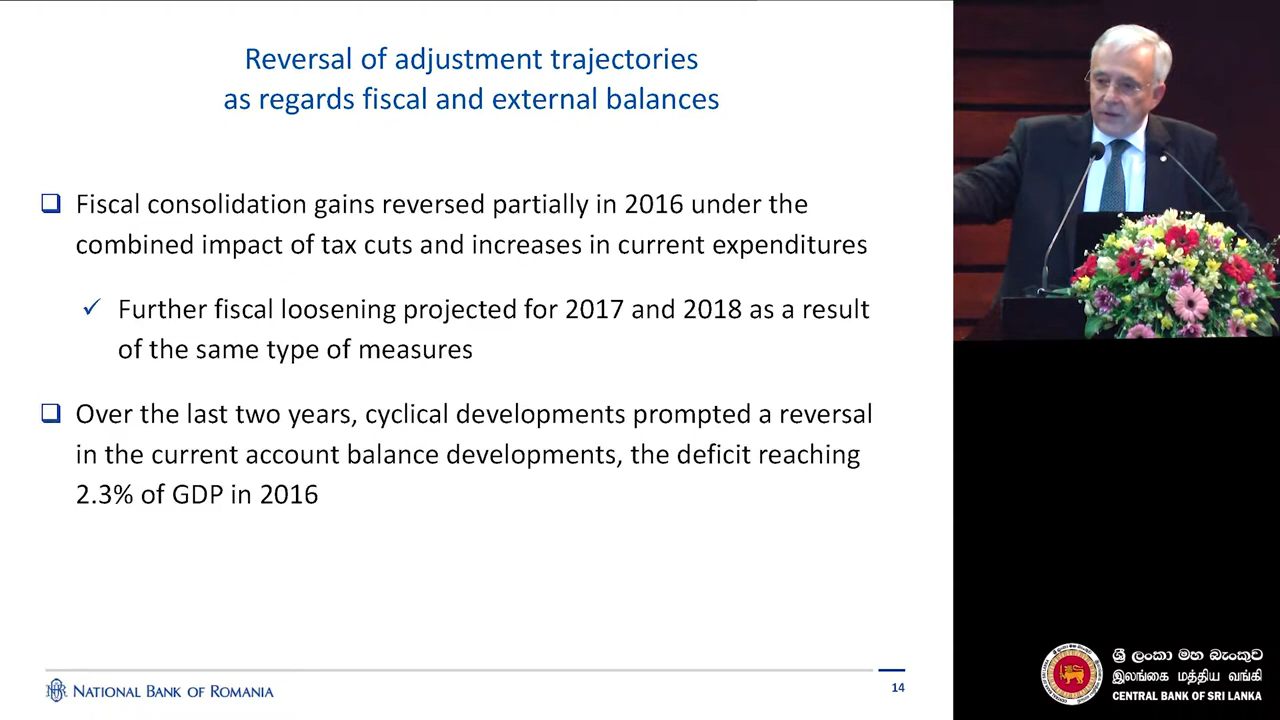 Reversal of adjustment trajectories
as regards fiscal and external balances
Fiscal consolidation gains reversed partially in 2016 under the
combined impact of tax cuts and increases in current expenditures
Further fiscal loosening projected for 2017 and 2018 as a result
of the same type of measures
Over the last two years, cyclical developments prompted a reversal
in the current account balance developments, the deficit reaching
2.3% of GDP in 2016
NATIONAL BANK OF ROMANIA
14
ශ්‍රී ලංකා මහ බැංකුව
இலங்கை மத்திய வங்கி
CENTRAL BANK OF SRI LANKA